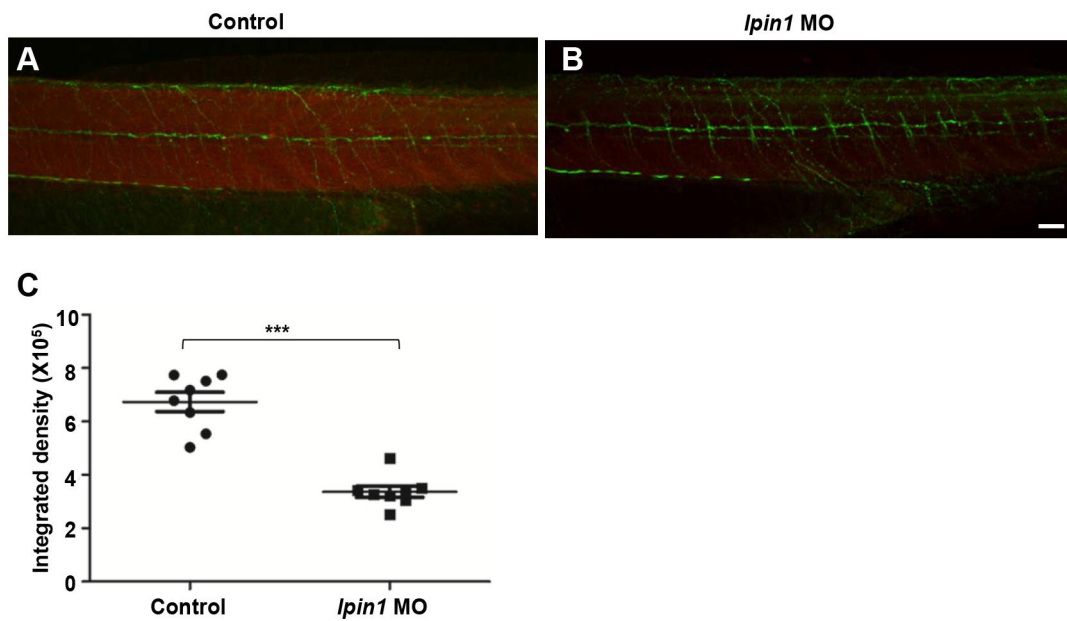 Control
lpin1 MO
A
B
C
Integrated density (X10⁵)
10
8
6
4
2
0
***
Control
lpin1 MO